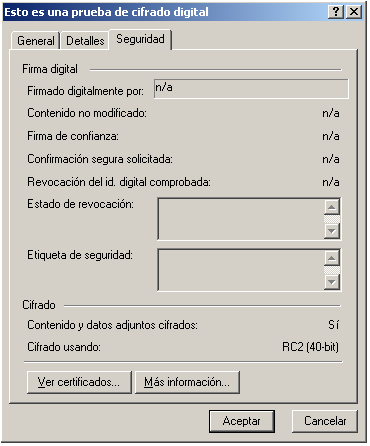 Esto es una prueba de cifrado digital
General Detalles Seguridad
Firma digital
Firmado digitalmente por: n/a
Contenido no modificado: n/a
Firma de confianza: n/a
Confirmación segura solicitada: n/a
Revocación del id. digital comprobada: n/a
Estado de revocación:
Etiqueta de seguridad:
Cifrado
Contenido y datos adjuntos cifrados: Sí
Cifrado usando: RC2 (40-bit)
Ver certificados... Más información...
Aceptar Cancelar